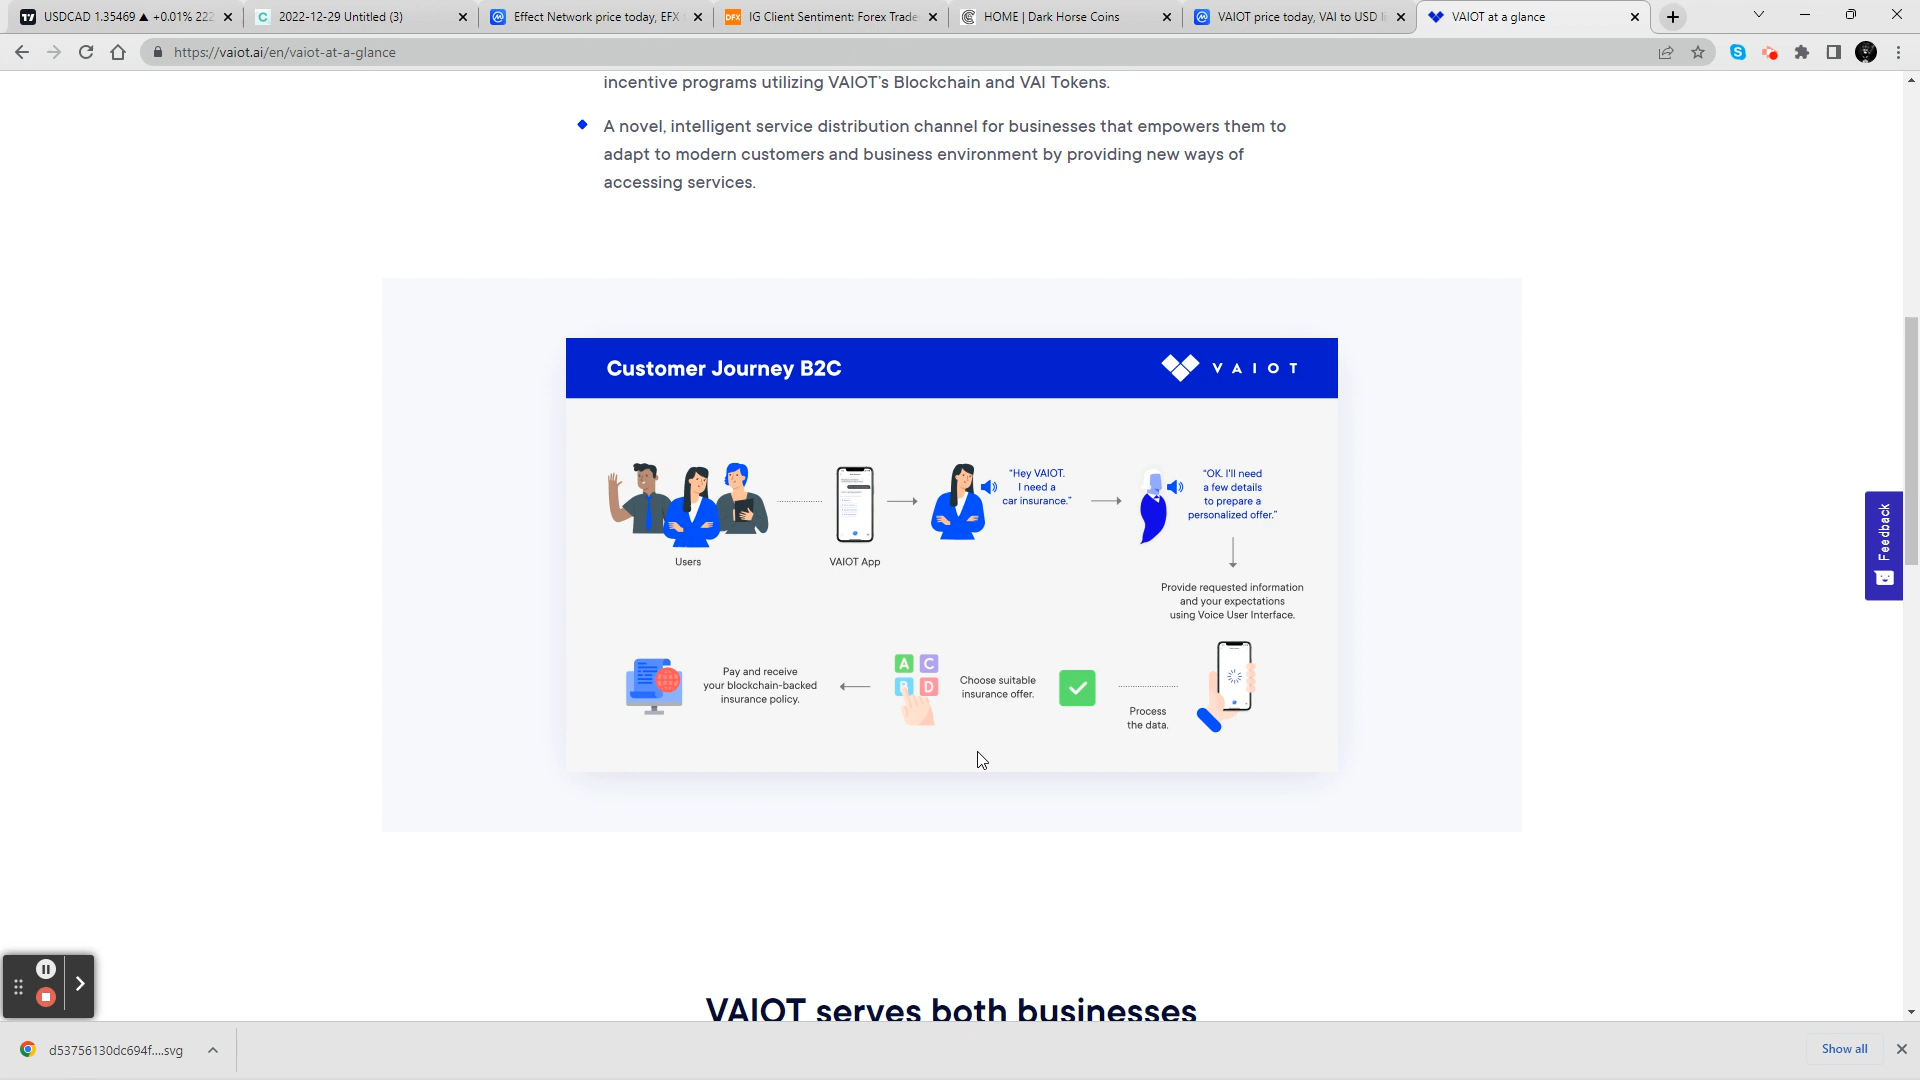 USDCAD 1.35469 ▲ +0.01% 222
2022-12-29 Untitled (3)
Effect Network price today, EFX
IG Client Sentiment: Forex Trade
HOME | Dark Horse Coins
VAIOT price today, VAI to USD li
VAIOT at a glance
https://vaiot.ai/en/vaiot-at-a-glance
incentive programs utilizing VAIOT's Blockchain and VAI Tokens.
A novel, intelligent service distribution channel for businesses that empowers them to
adapt to modern customers and business environment by providing new ways of
accessing services.
Customer Journey B2C
VAIOT
"Hey VAIOT.
I need a
car insurance."
"OK. I'll need
a few details
to prepare a
personalized offer."
Users
VAIOT App
Provide requested information
and your expectations
using Voice User Interface.
Pay and receive
your blockchain-backed
insurance policy.
A C
B D
Choose suitable
insurance offer.
Process
the data.
Feedback
VAIOT serves both businesses
d53756130dc694f....svg
Show all